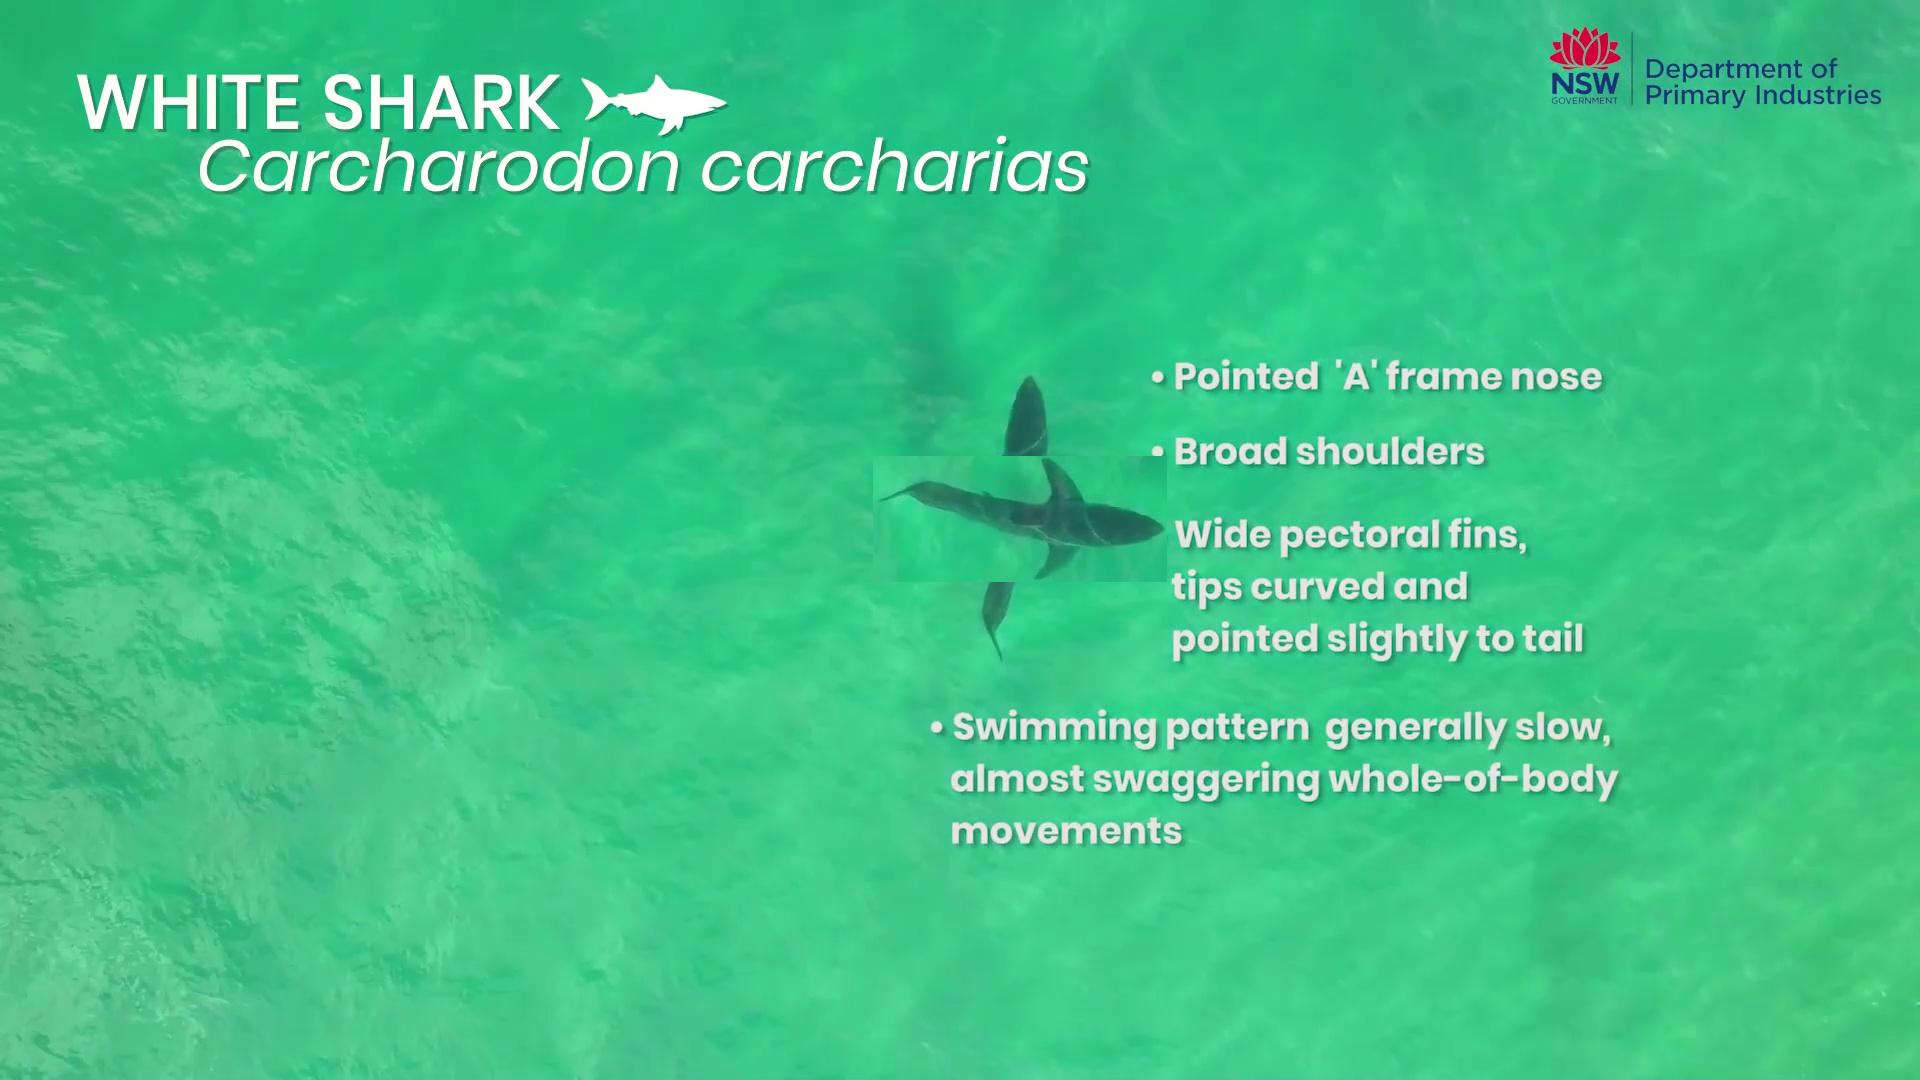 WHITE SHARK
Carcharodon carcharias
NSW
GOVERNMENT
Department of
Primary Industries
• Pointed 'A' frame nose
• Broad shoulders
Wide pectoral fins,
tips curved and
pointed slightly to tail
• Swimming pattern generally slow,
almost swaggering whole-of-body
movements